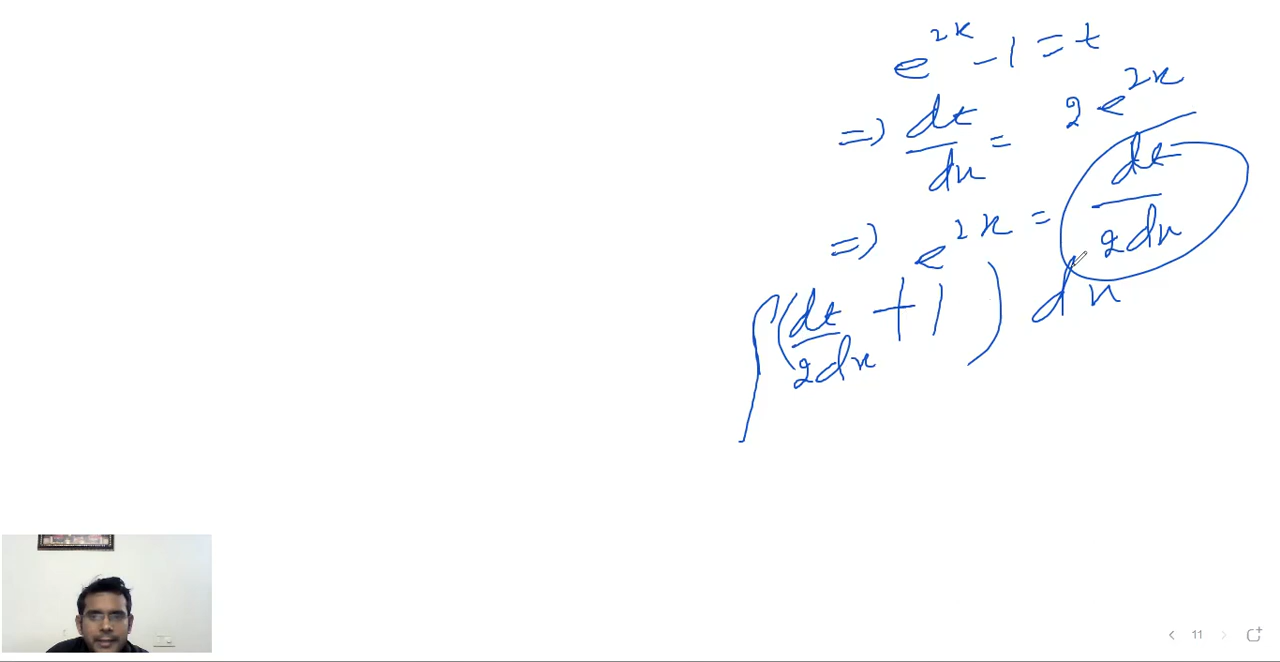 e^{2x} - 1 = t
=> dt/dx = 2e^{2x}
=> e^{2x} = dt/2dx
∫(dt/2dx + 1) dx
11